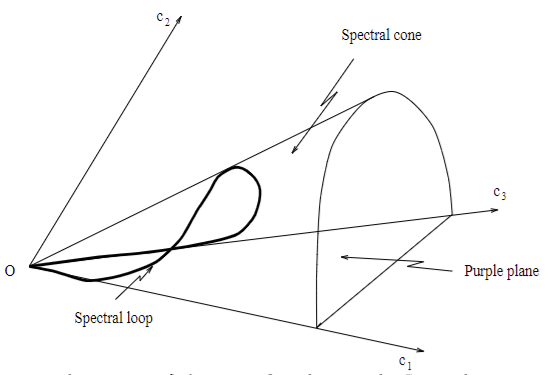 c2
Spectral cone
c3
O
Purple plane
Spectral loop
c1